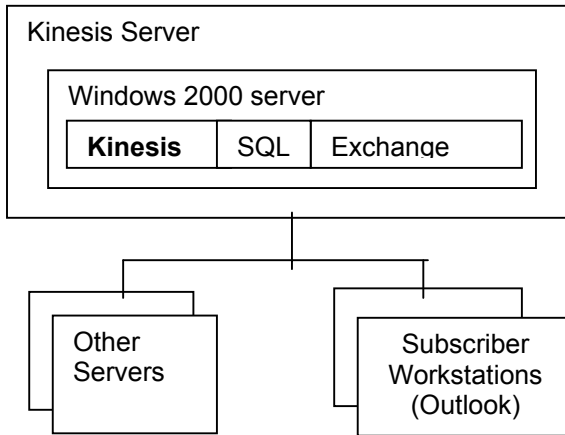 Kinesis Server
Windows 2000 server
Kinesis SQL Exchange
Other
Servers
Subscriber
Workstations
(Outlook)